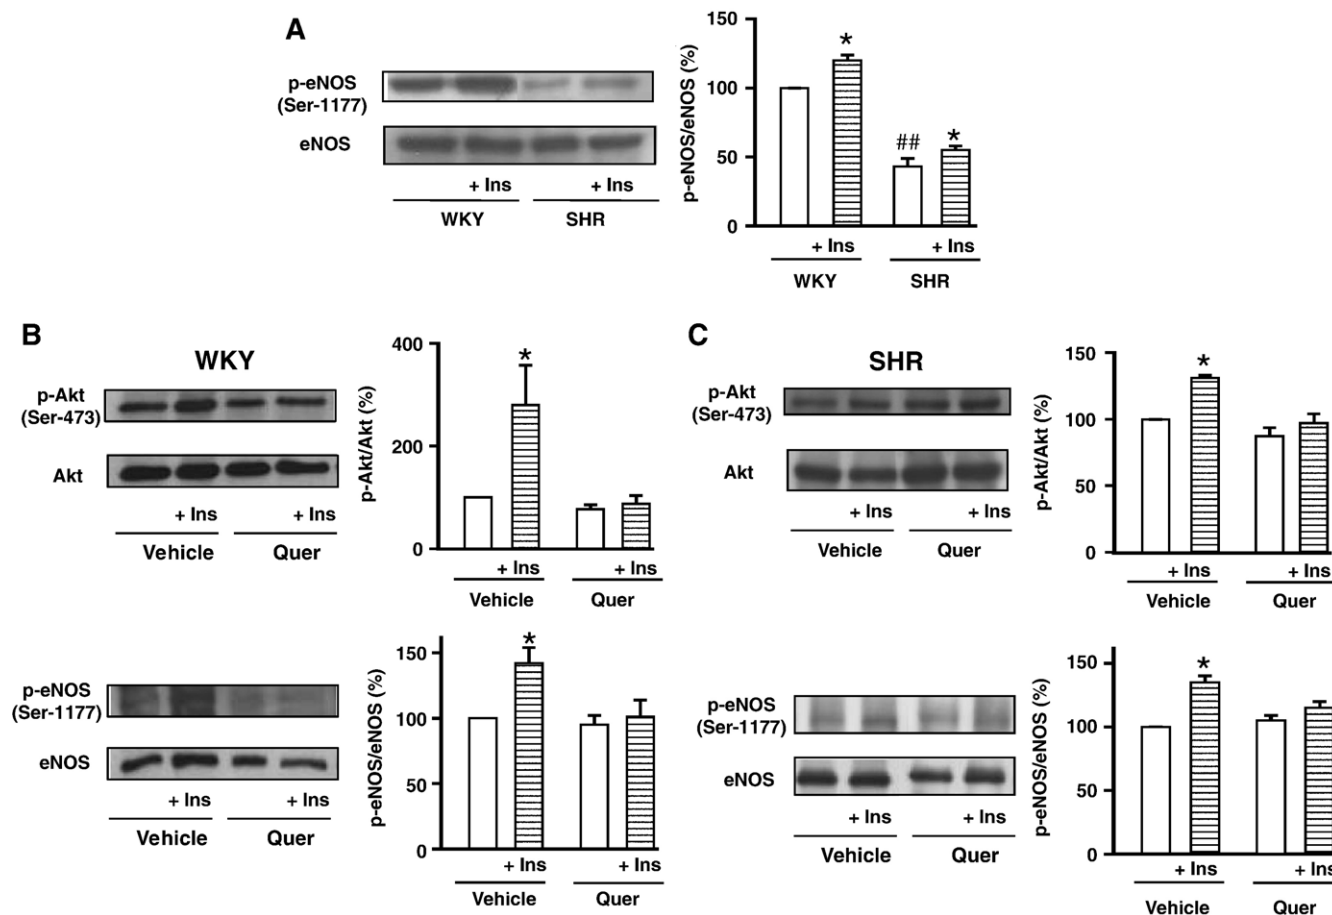 A
p-eNOS
(Ser-1177)
eNOS
+ Ins + Ins
WKY SHR
p-eNOS/eNOS (%)
150
100
50
0
*
##
*
+ Ins + Ins
WKY SHR
B
WKY
p-Akt
(Ser-473)
Akt
+ Ins + Ins
Vehicle Quer
p-Akt/Akt (%)
400
200
100
0
*
+ Ins + Ins
Vehicle Quer
p-eNOS
(Ser-1177)
eNOS
+ Ins + Ins
Vehicle Quer
p-eNOS/eNOS (%)
150
100
50
0
*
+ Ins + Ins
Vehicle Quer
C
SHR
p-Akt
(Ser-473)
Akt
+ Ins + Ins
Vehicle Quer
p-Akt/Akt (%)
150
100
50
0
*
+ Ins + Ins
Vehicle Quer
p-eNOS
(Ser-1177)
eNOS
+ Ins + Ins
Vehicle Quer
p-eNOS/eNOS (%)
150
100
50
0
*
+ Ins + Ins
Vehicle Quer